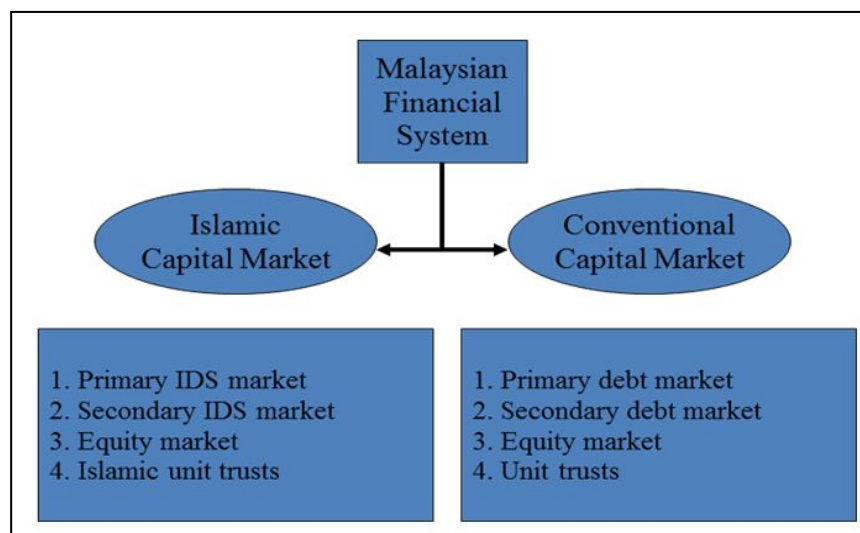 Malaysian
Financial
System
Islamic
Capital Market
Conventional
Capital Market
1. Primary IDS market
2. Secondary IDS market
3. Equity market
4. Islamic unit trusts
1. Primary debt market
2. Secondary debt market
3. Equity market
4. Unit trusts